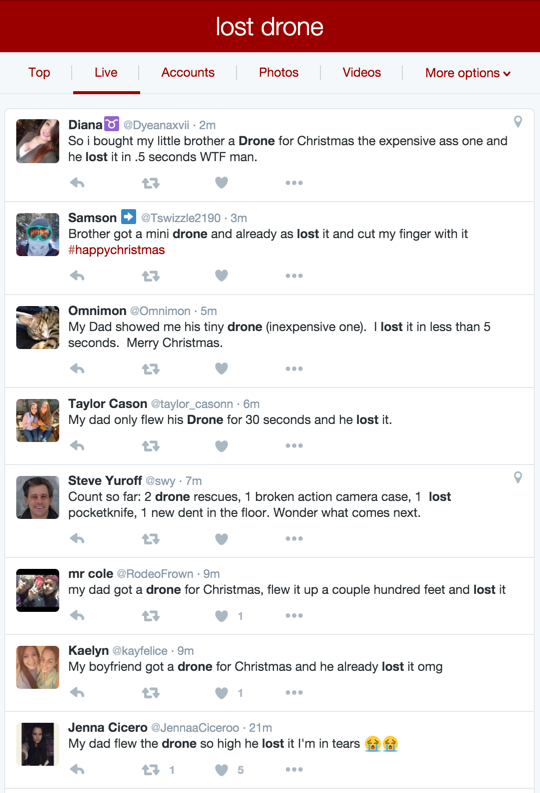 lost drone
Top Live Accounts Photos Videos More options
Diana♉ @Dyeanaxvii · 2m
So i bought my little brother a Drone for Christmas the expensive ass one and
he lost it in .5 seconds WTF man.
Samson ➡️ @Tswizzle2190 · 3m
Brother got a mini drone and already as lost it and cut my finger with it
#happychristmas
Omnimon @Omnimon · 5m
My Dad showed me his tiny drone (inexpensive one).  I lost it in less than 5
seconds.  Merry Christmas.
Taylor Cason @taylor_casonn · 6m
My dad only flew his Drone for 30 seconds and he lost it.
Steve Yuroff @swy · 7m
Count so far: 2 drone rescues, 1 broken action camera case, 1  lost
pocketknife, 1 new dent in the floor. Wonder what comes next.
mr cole @RodeoFrown · 9m
my dad got a drone for Christmas, flew it up a couple hundred feet and lost it
1
Kaelyn @kayfelice · 9m
My boyfriend got a drone for Christmas and he already lost it omg
1
Jenna Cicero @JennaaCiceroo · 21m
My dad flew the drone so high he lost it I'm in tears 😭😭
1 5